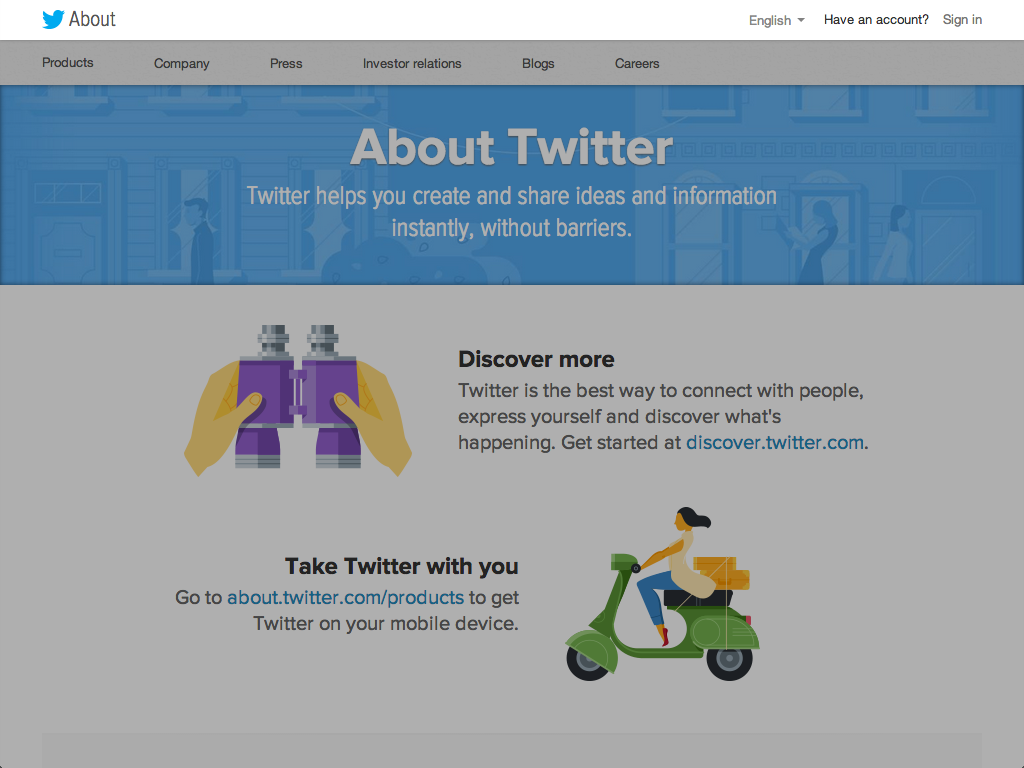 About
English
Have an account? Sign in
Products Company Press Investor relations Blogs Careers
About Twitter
Twitter helps you create and share ideas and information
instantly, without barriers.
Discover more
Twitter is the best way to connect with people,
express yourself and discover what's
happening. Get started at discover.twitter.com.
Take Twitter with you
Go to about.twitter.com/products to get
Twitter on your mobile device.